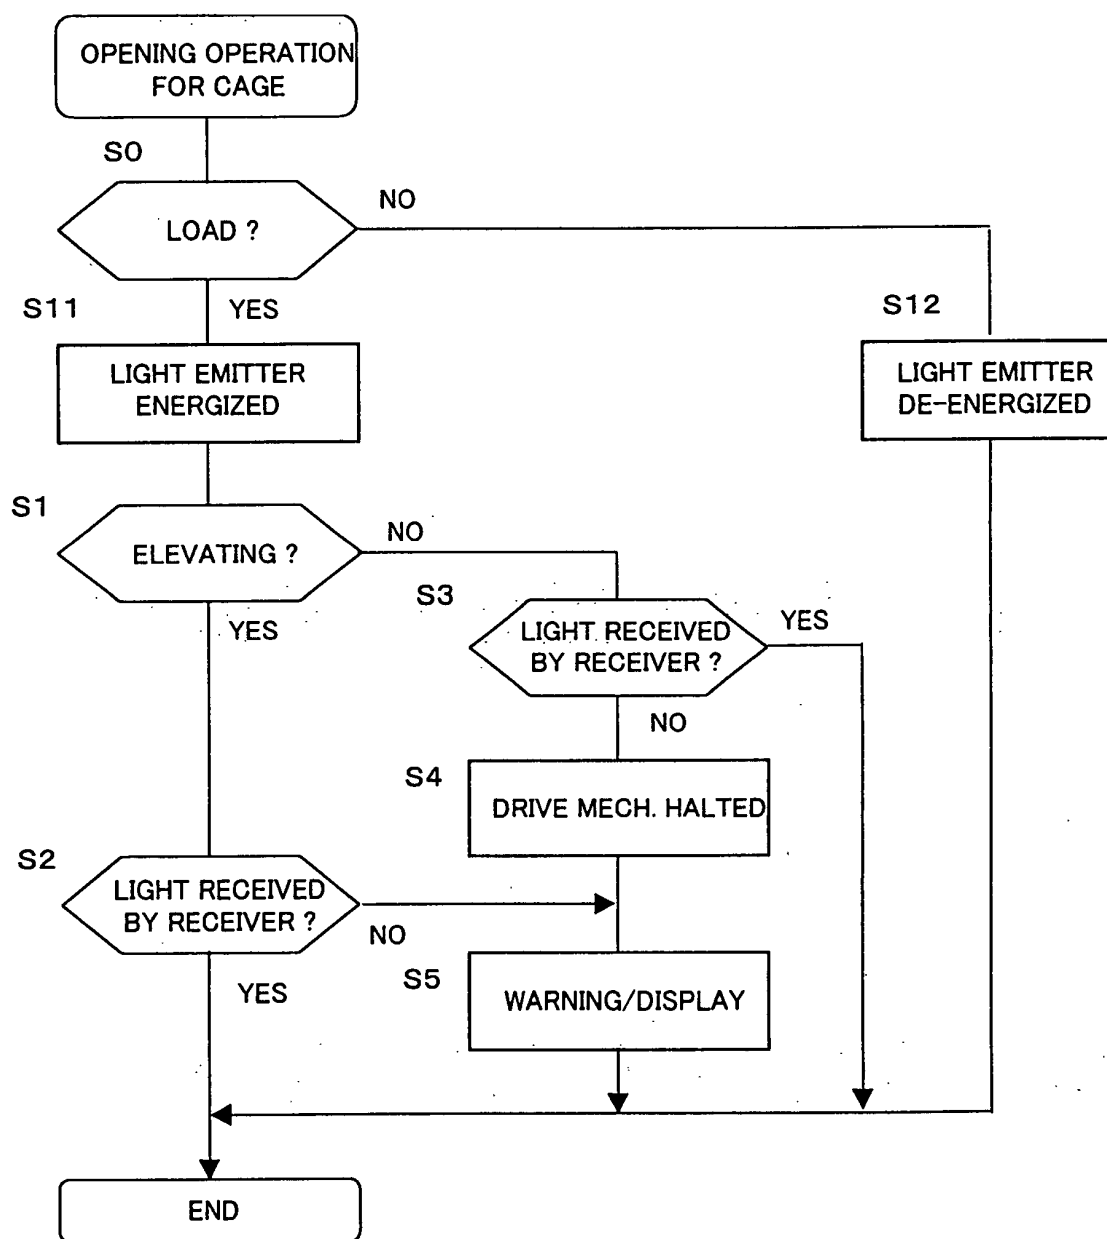 OPENING OPERATION
FOR CAGE
S0
LOAD ?
NO
S11
YES
S12
LIGHT EMITTER
ENERGIZED
LIGHT EMITTER
DE-ENERGIZED
S1
ELEVATING ?
NO
YES
S3
LIGHT RECEIVED
BY RECEIVER ?
YES
NO
S4
DRIVE MECH. HALTED
S2
LIGHT RECEIVED
BY RECEIVER ?
NO
YES
S5
WARNING/DISPLAY
END